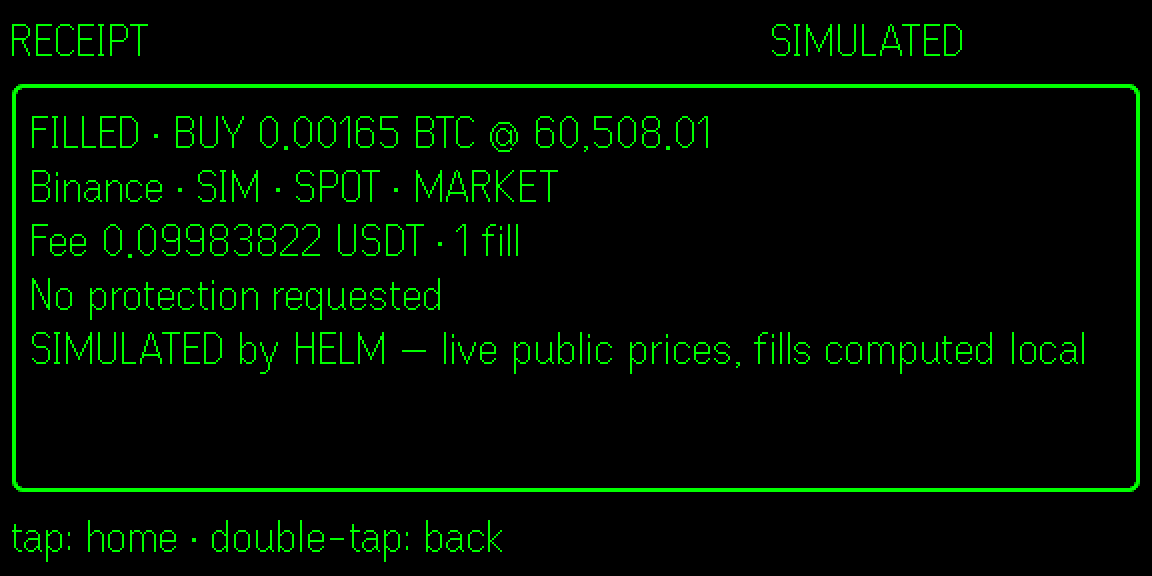 RECEIPT SIMULATED
FILLED · BUY 0.00165 BTC @ 60,508.01
Binance · SIM · SPOT · MARKET
Fee 0.09983822 USDT · 1 fill
No protection requested
SIMULATED by HELM — live public prices, fills computed local
tap: home · double-tap: back